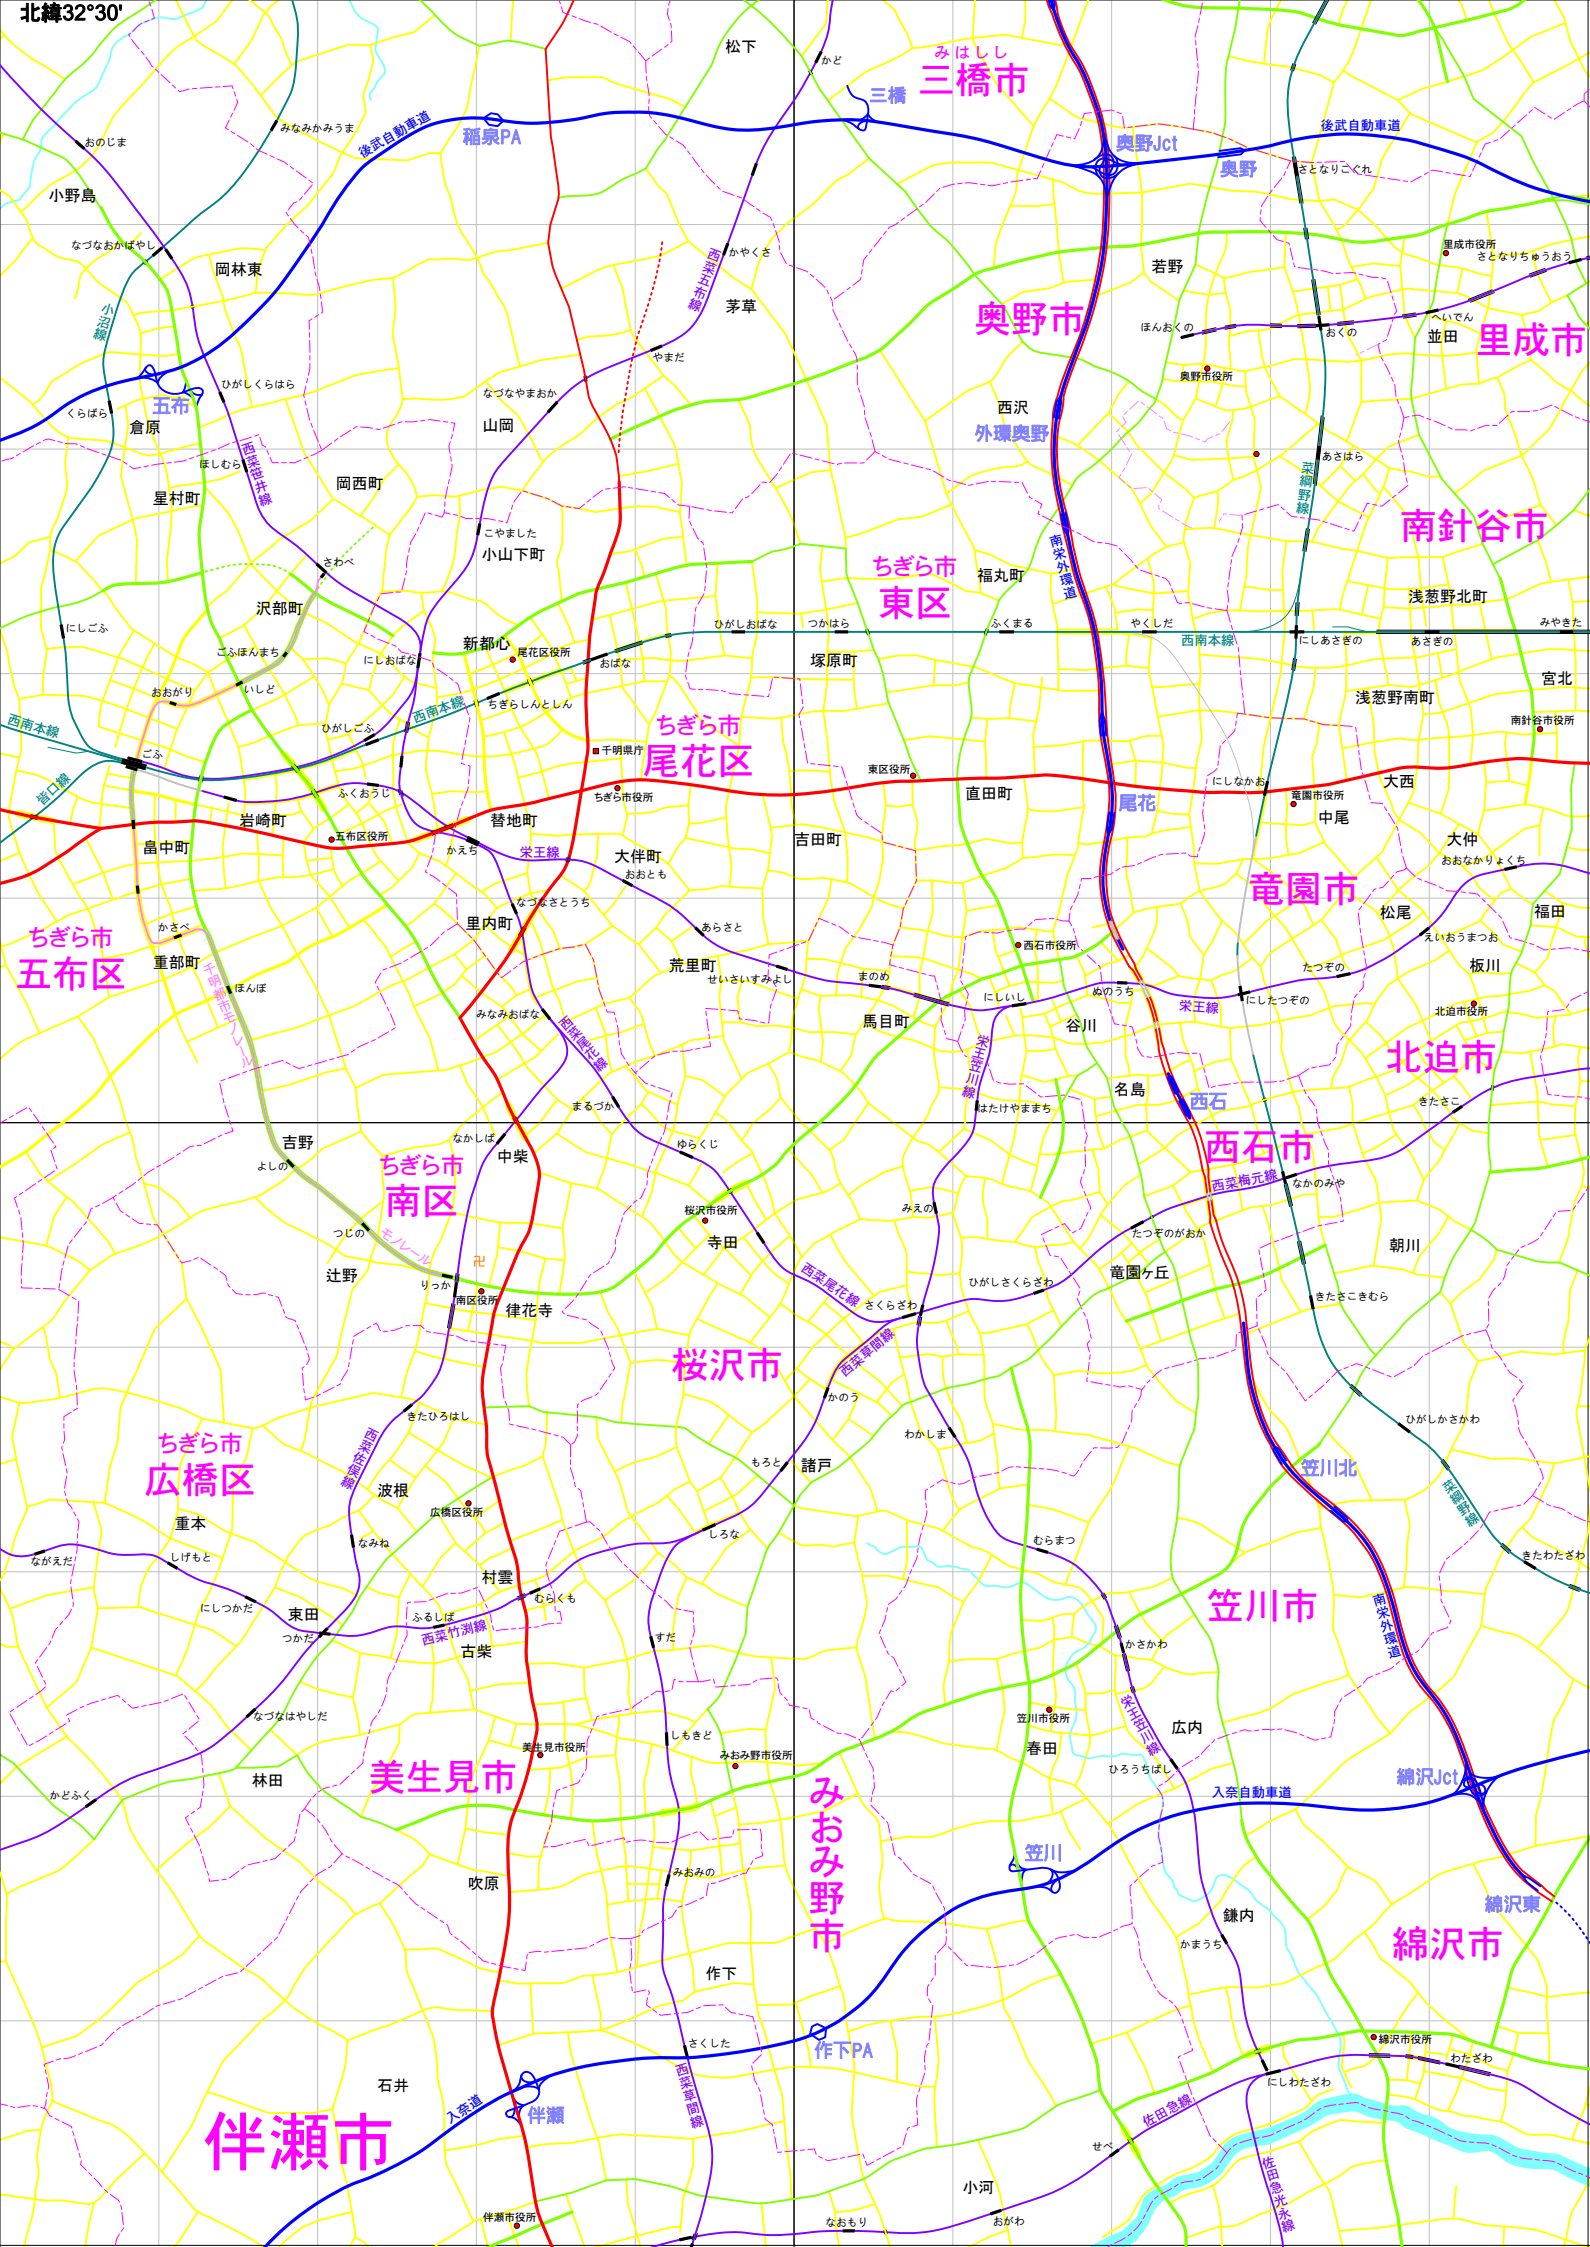 北緯32°30'
松下
かど
みはしし
三橋市
三橋
稲泉PA
後武自動車道
みなみかみうま
おのじま
小野島
奥野Jct
奥野
後武自動車道
さとなりこぐれ
なづなおかばやし
岡林東
小沼線
西菜五布線
かやくさ
茅草
若野
里成市役所
さとなりちゅうおう
奥野市
ほんおくの
おくの
へいでん
並田
里成市
やまだ
奥野市役所
五布
ひがしくらはら
くらばら
倉原
なづなやまおか
山岡
西沢
外環奥野
ほしむら
西菜笹井線
星村町
岡西町
あさはら
菜綱野線
南針谷市
こやました
小山下町
さわべ
ちぎら市
東区
福丸町
南栄外環道
浅葱野北町
沢部町
にしごふ
新都心
尾花区役所
ひがしおばな
つかはら
ふくまる
やくしだ
西南本線
にしあさぎの
あさぎの
みやきた
ごふほんまち
にしおばな
おばな
塚原町
宮北
おおがり
いしど
浅葱野南町
西南本線
ちぎらしんとしん
西南本線
ひがしごふ
ちぎら市
尾花区
南針谷市役所
千明県庁
ごふ
皆口線
東区役所
にしなかお
大西
ふくおうじ
ちぎら市役所
直田町
尾花
竜園市役所
中尾
岩崎町
五布区役所
替地町
吉田町
大仲
畠中町
かえち
栄王線
大伴町
おおとも
おおなかりょくち
竜園市
なづなさとうち
里内町
松尾
福田
ちぎら市
五布区
かさべ
重部町
あらさと
荒里町
西石市役所
えいおうまつお
板川
せいさいすみよし
まのめ
たつぞの
ほんぼ
千明都市モノレール
みなみおばな
西菜尾花線
馬目町
にしいし
ぬのうち
谷川
栄王線
にしたつぞの
北迫市役所
北迫市
栄王笠川線
はたけやままち
名島
西石
きたさこ
まるづか
西石市
吉野
よしの
なかしば
中柴
ゆらくじ
ちぎら市
南区
西菜梅元線
なかのみや
つじの
モノレール
桜沢市役所
寺田
みえの
たつぞのがおか
朝川
辻野
りっか
卍
南区役所
律花寺
西菜尾花線
さくらざわ
ひがしさくらざわ
竜園ケ丘
きたさこきむら
桜沢市
西菜草間線
かのう
きたひろはし
西菜佐俣線
わかしま
ひがしかさかわ
ちぎら市
広橋区
もろと
諸戸
笠川北
波根
広橋区役所
菜綱野線
重本
なみね
しろな
むらまつ
ながえだ
しげもと
きたわたざわ
村雲
むらくも
にしつかだ
束田
つかだ
ふるしば
西菜竹渕線
古柴
すだ
笠川市
南栄外環道
かさかわ
なづなはやしだ
しもきど
笠川市役所
栄王笠川線
広内
美生見市役所
みおみ野市役所
春田
ひろうちばし
美生見市
林田
かどふく
みおみ野市
綿沢Jct
入奈自動車道
笠川
みおみの
吹原
鎌内
かまうち
綿沢東
綿沢市
作下
さくした
作下PA
綿沢市役所
わたざわ
にしわたざわ
石井
入奈道
伴瀬
西菜草間線
佐田急線
伴瀬市
せべ
佐田急光永線
小河
おがわ
なおもり
伴瀬市役所